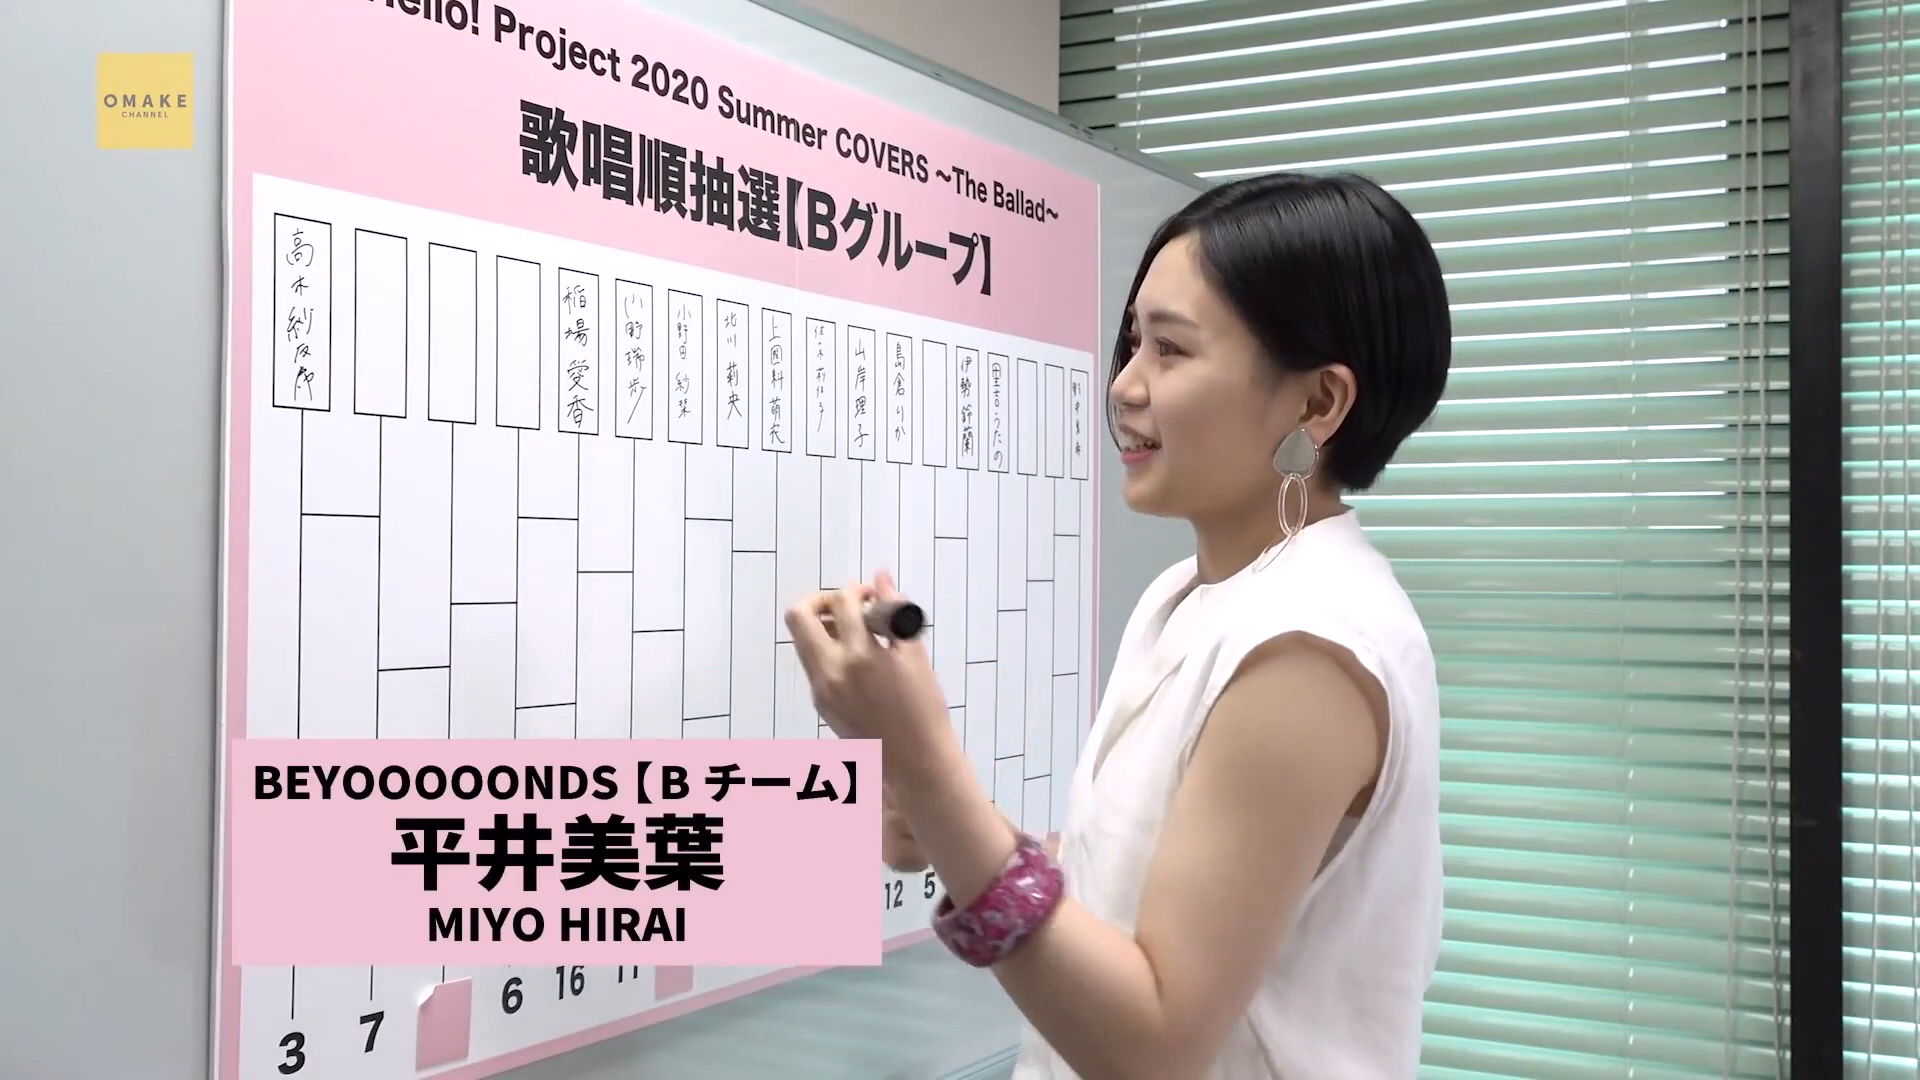 OMAKE
CHANNEL
Hello! Project 2020 Summer COVERS ~The Ballad~
歌唱順抽選【Bグループ】
高木紗友希
稲場愛香
小野瑞歩
小野田紗栞
北川莉央
上國料萌衣
佐々木莉佳子
山岸理子
島倉りか
伊勢鈴蘭
里吉うたの
BEYOOOOONDS【B チーム】
平井美葉
MIYO HIRAI
3
7
6
16
11
12
5